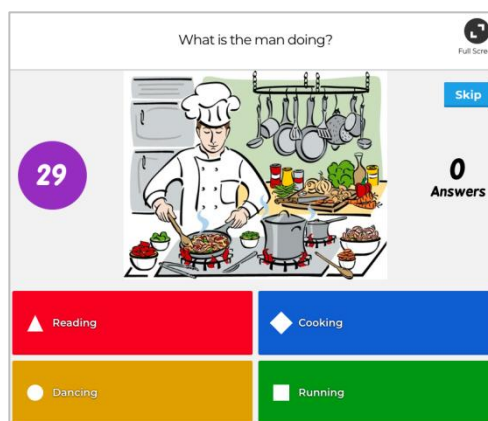 What is the man doing?
Full Scre
Skip
29
0
Answers
Reading
Cooking
Dancing
Running